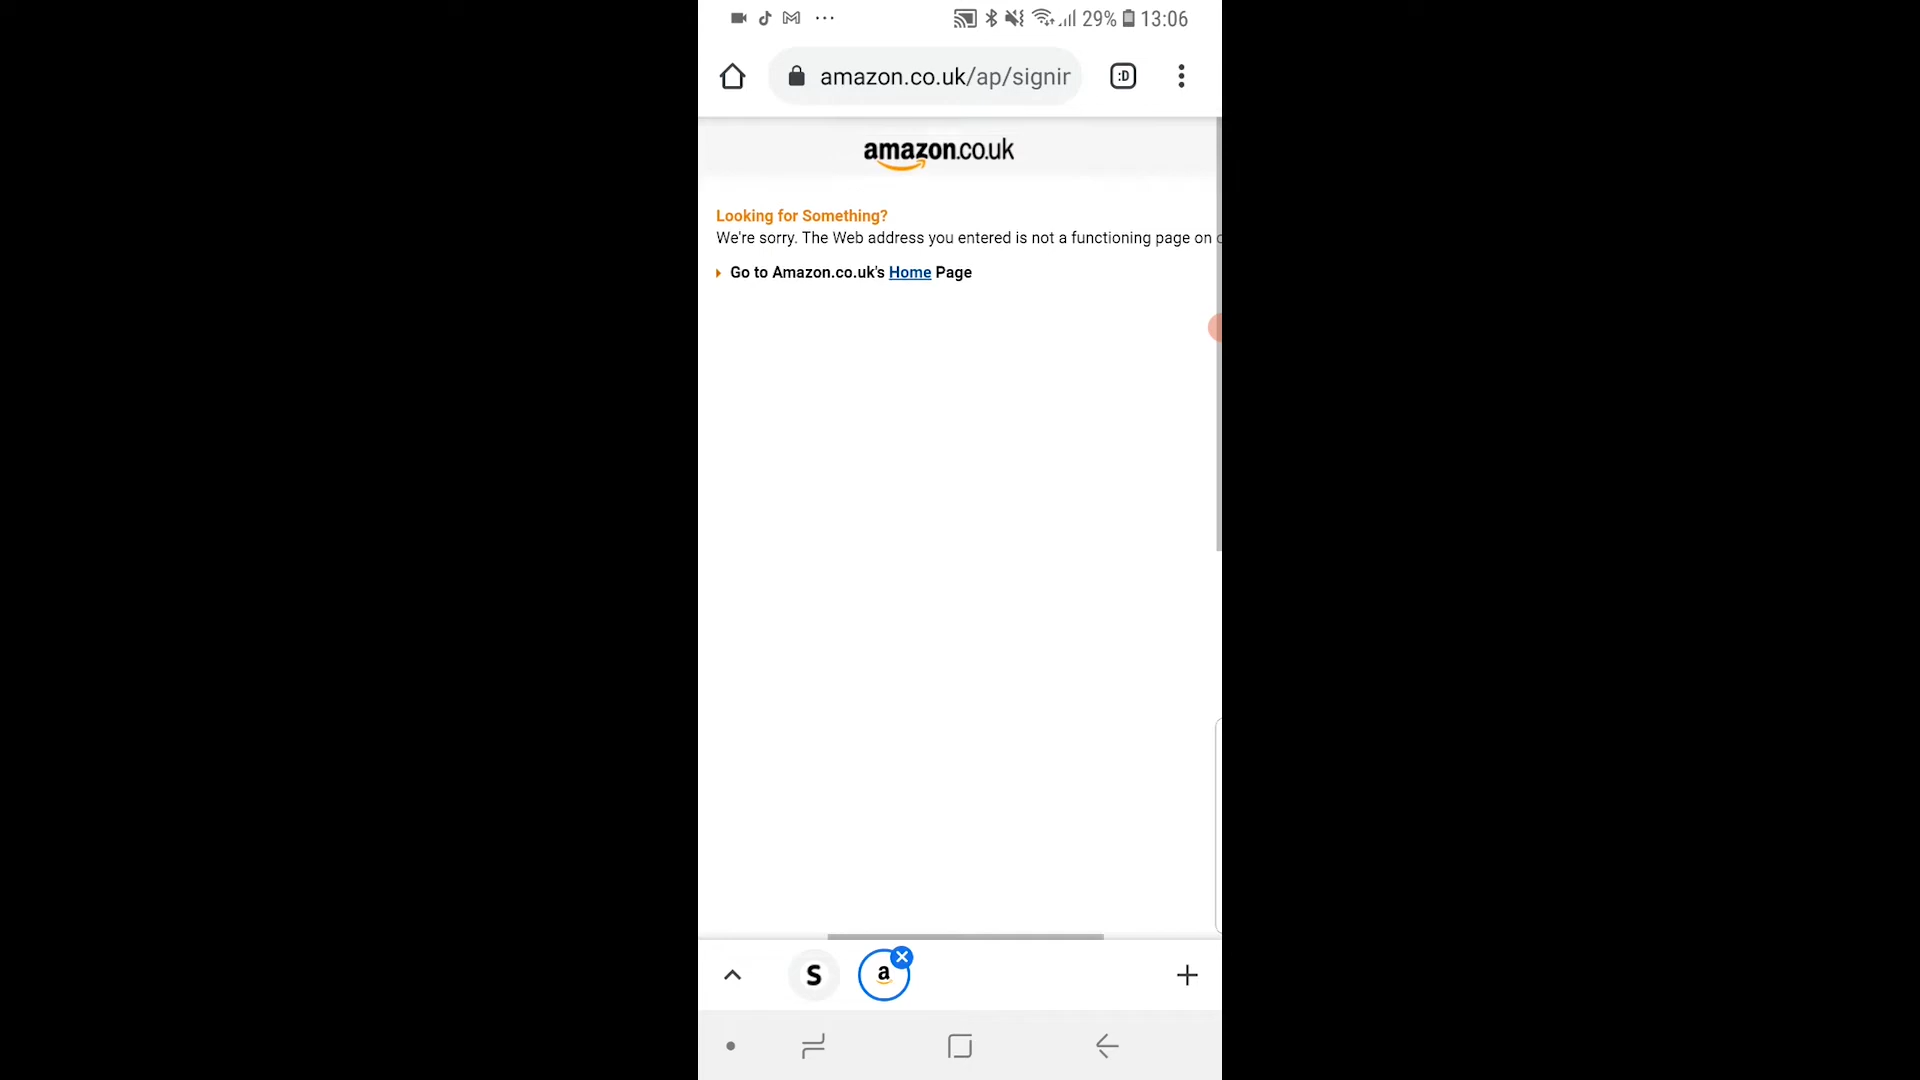 29% 13:06
amazon.co.uk/ap/signir
:D
amazon.co.uk
Looking for Something?
We're sorry. The Web address you entered is not a functioning page on
Go to Amazon.co.uk's Home Page
S
a